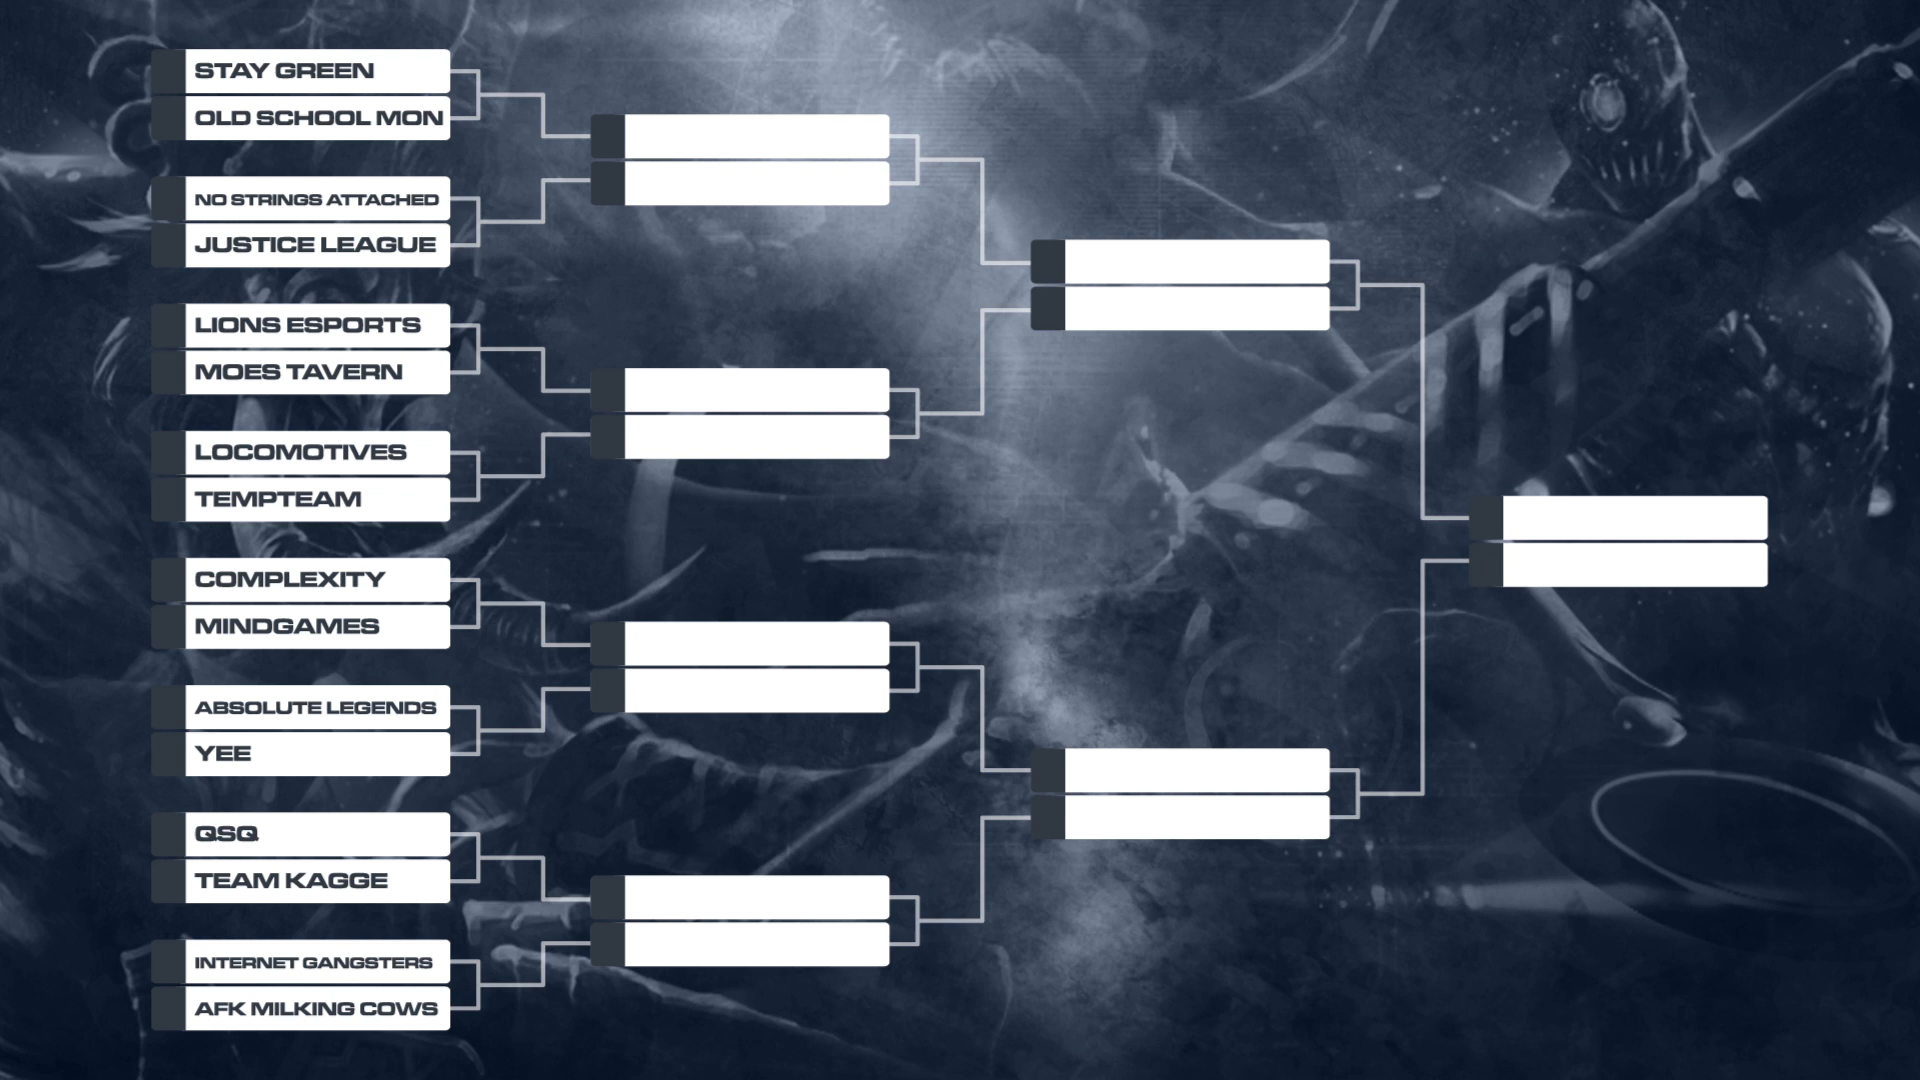 STAY GREEN
OLD SCHOOL MON
NO STRINGS ATTACHED
JUSTICE LEAGUE
LIONS ESPORTS
MOES TAVERN
LOCOMOTIVES
TEMPTEAM
COMPLEXITY
MINDGAMES
ABSOLUTE LEGENDS
YEE
QSQ
TEAM KAGGE
INTERNET GANGSTERS
AFK MILKING COWS